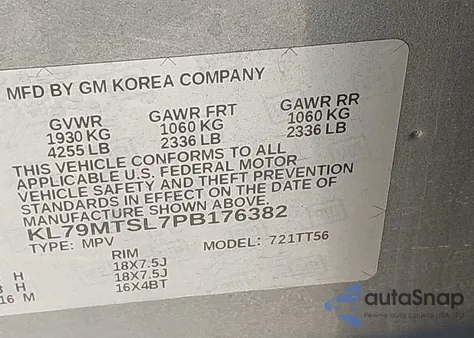 MFD BY GM KOREA COMPANY
GVWR GAWR FRT GAWR RR
1930 KG 1060 KG 1060 KG
4255 LB 2336 LB 2336 LB
THIS VEHICLE CONFORMS TO ALL
APPLICABLE U.S. FEDERAL MOTOR
VEHICLE SAFETY AND THEFT PREVENTION
STANDARDS IN EFFECT ON THE DATE OF
MANUFACTURE SHOWN ABOVE.
KL79MTSL7PB176382
TYPE: MPV MODEL: 721TT56
RIM
H 18X7.5J
H 18X7.5J
16 M 16X4BT
autoSnap